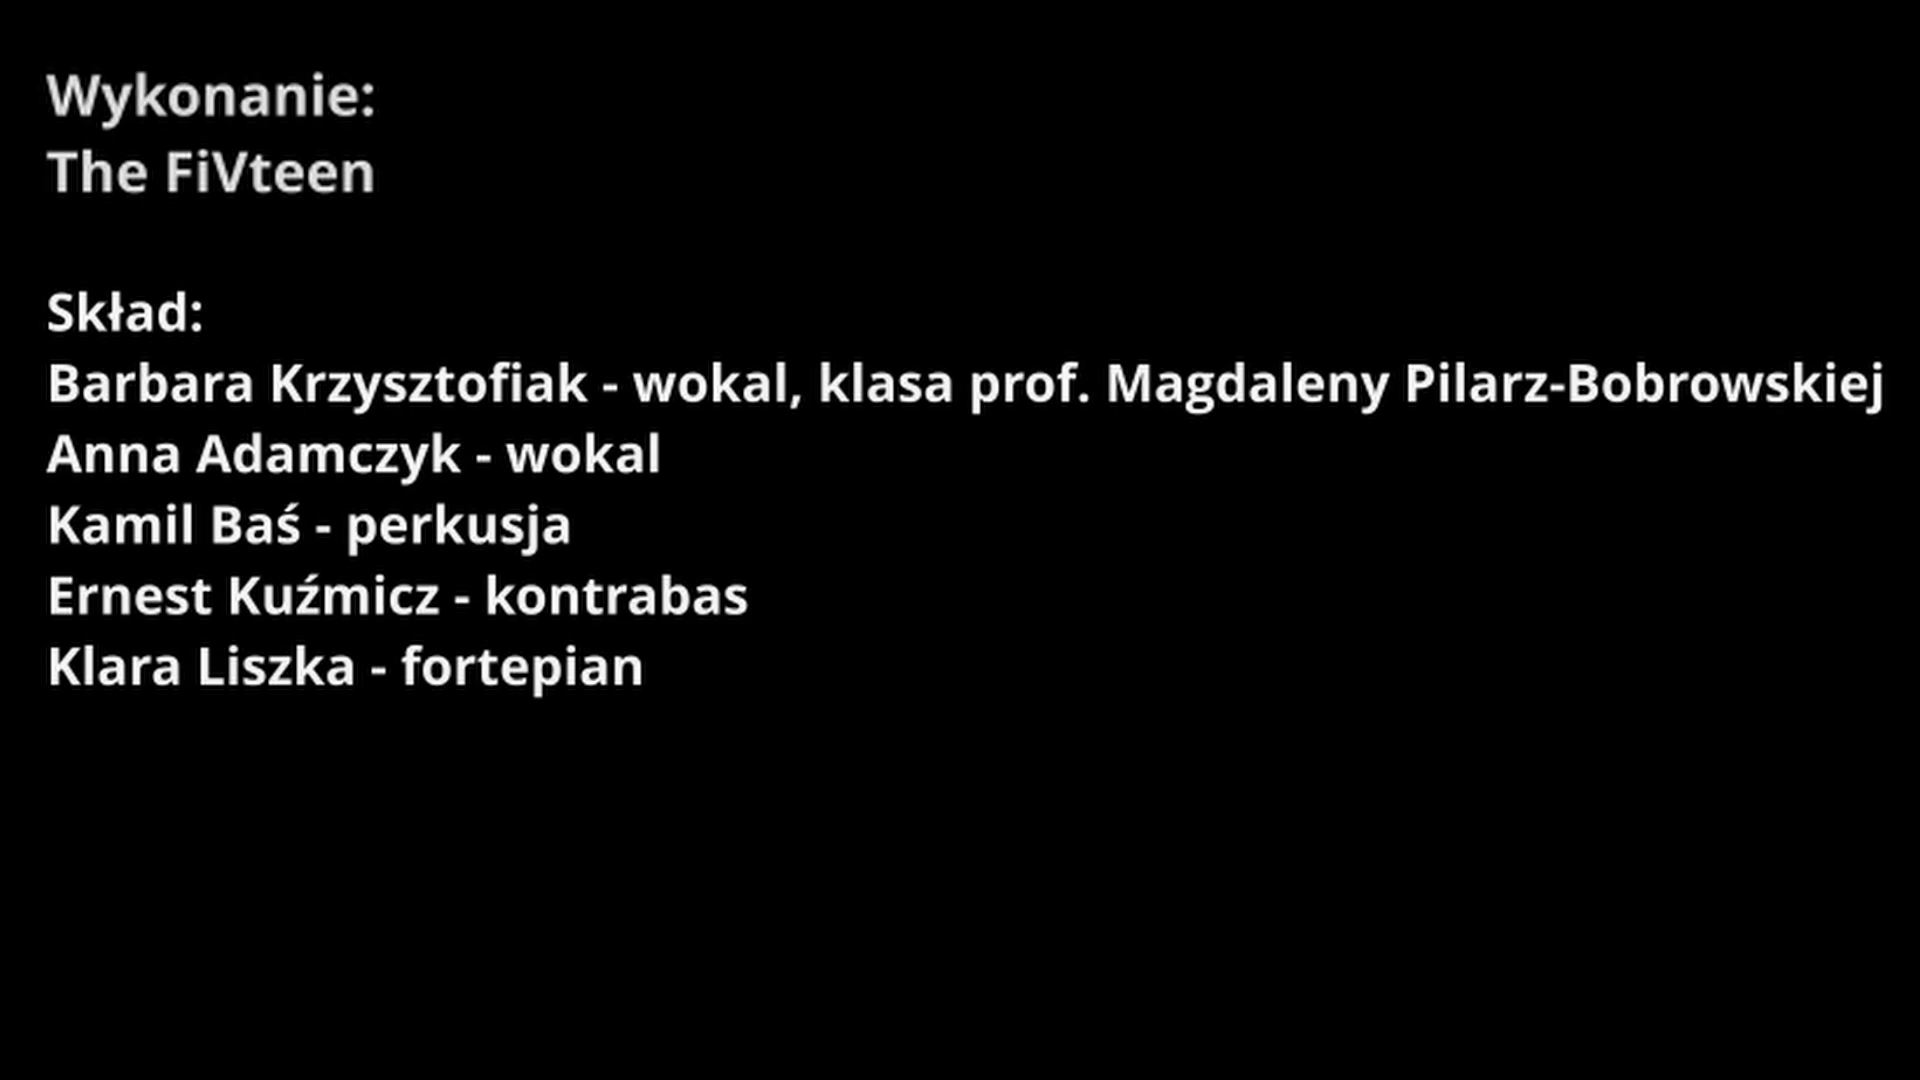 Wykonanie:
The FiVteen
Skład:
Barbara Krzysztofiak - wokal, klasa prof. Magdaleny Pilarz-Bobrowskiej
Anna Adamczyk - wokal
Kamil Baś - perkusja
Ernest Kuźmicz - kontrabas
Klara Liszka - fortepian